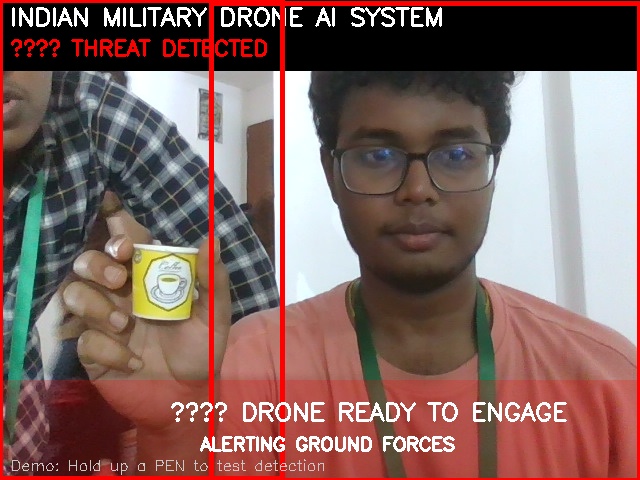 INDIAN MILITARY DRONE AI SYSTEM
???? THREAT DETECTED
Coffee
???? DRONE READY TO ENGAGE
ALERTING GROUND FORCES
Demo: Hold up a PEN to test detection